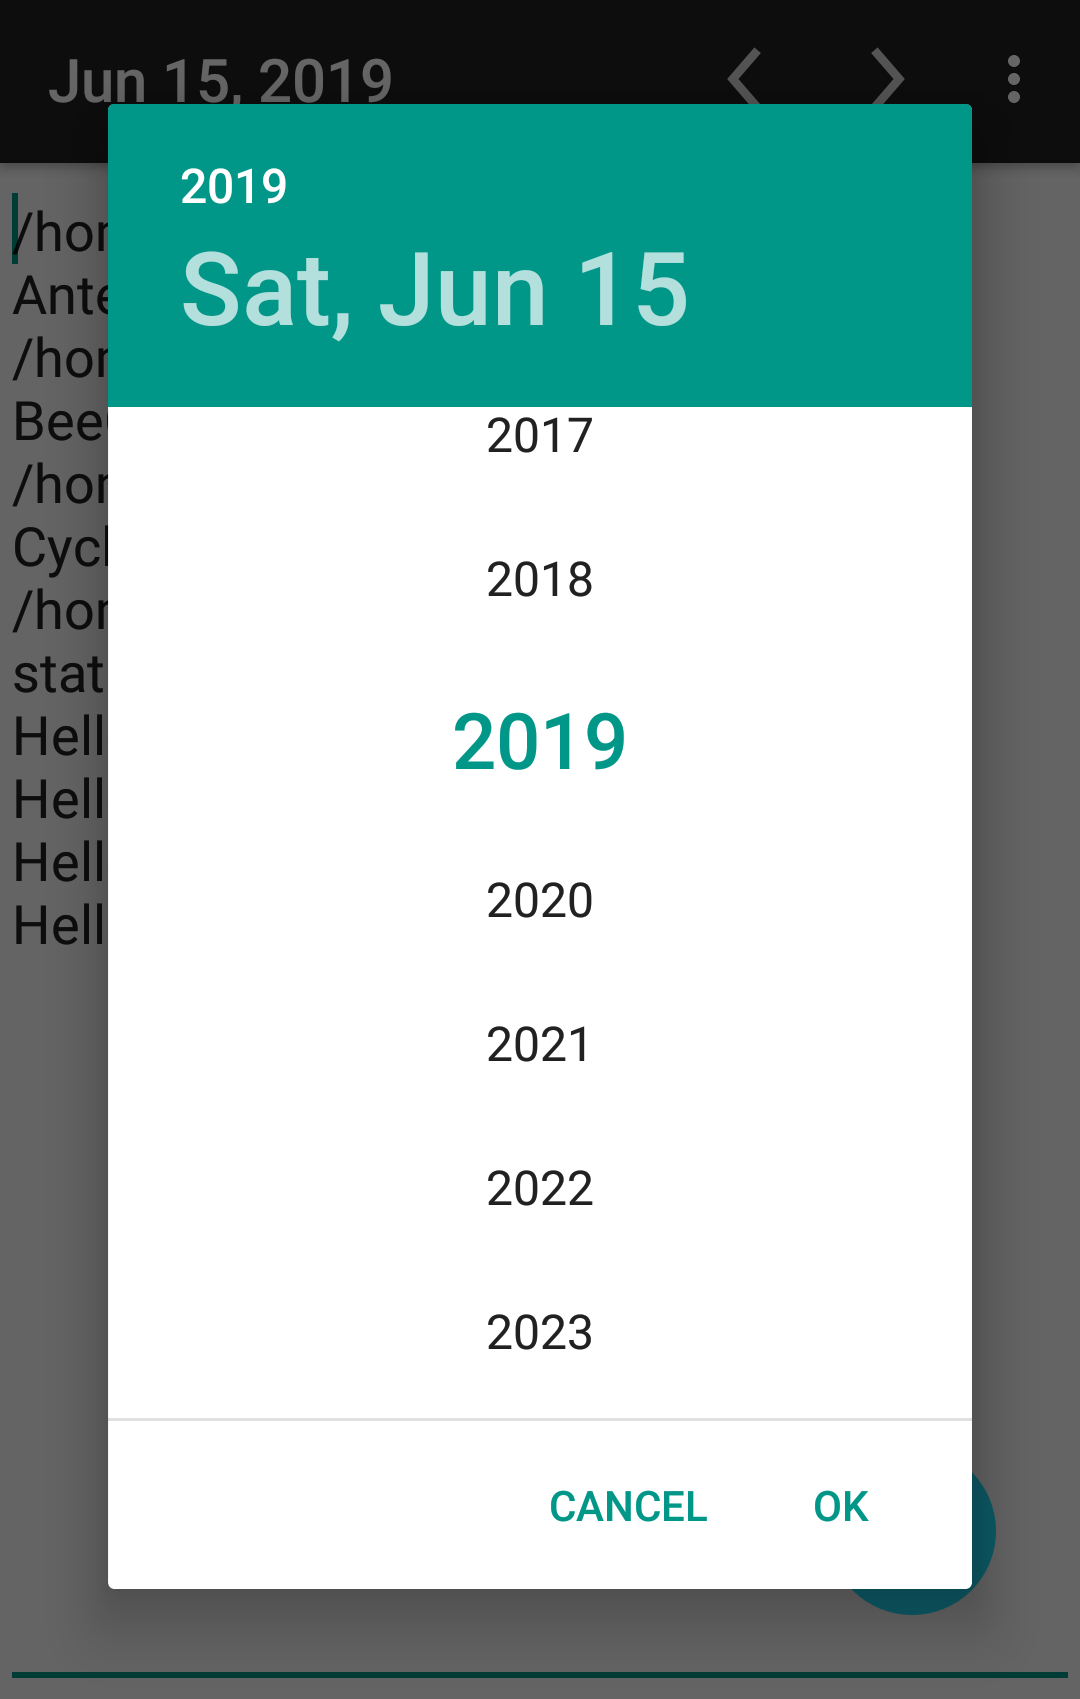 Jun 15, 2019
2019
Sat, Jun 15
2017
2018
2019
2020
2021
2022
2023
CANCEL OK
/hor
Ante
/hor
Bee
/hor
Cycl
/hor
stat
Hell
Hell
Hell
Hell